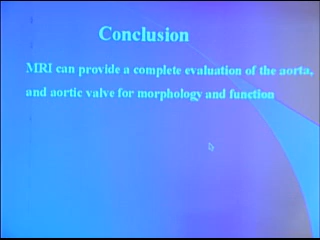 Conclusion
MRI can provide a complete evaluation of the aorta,
and aortic valve for morphology and function